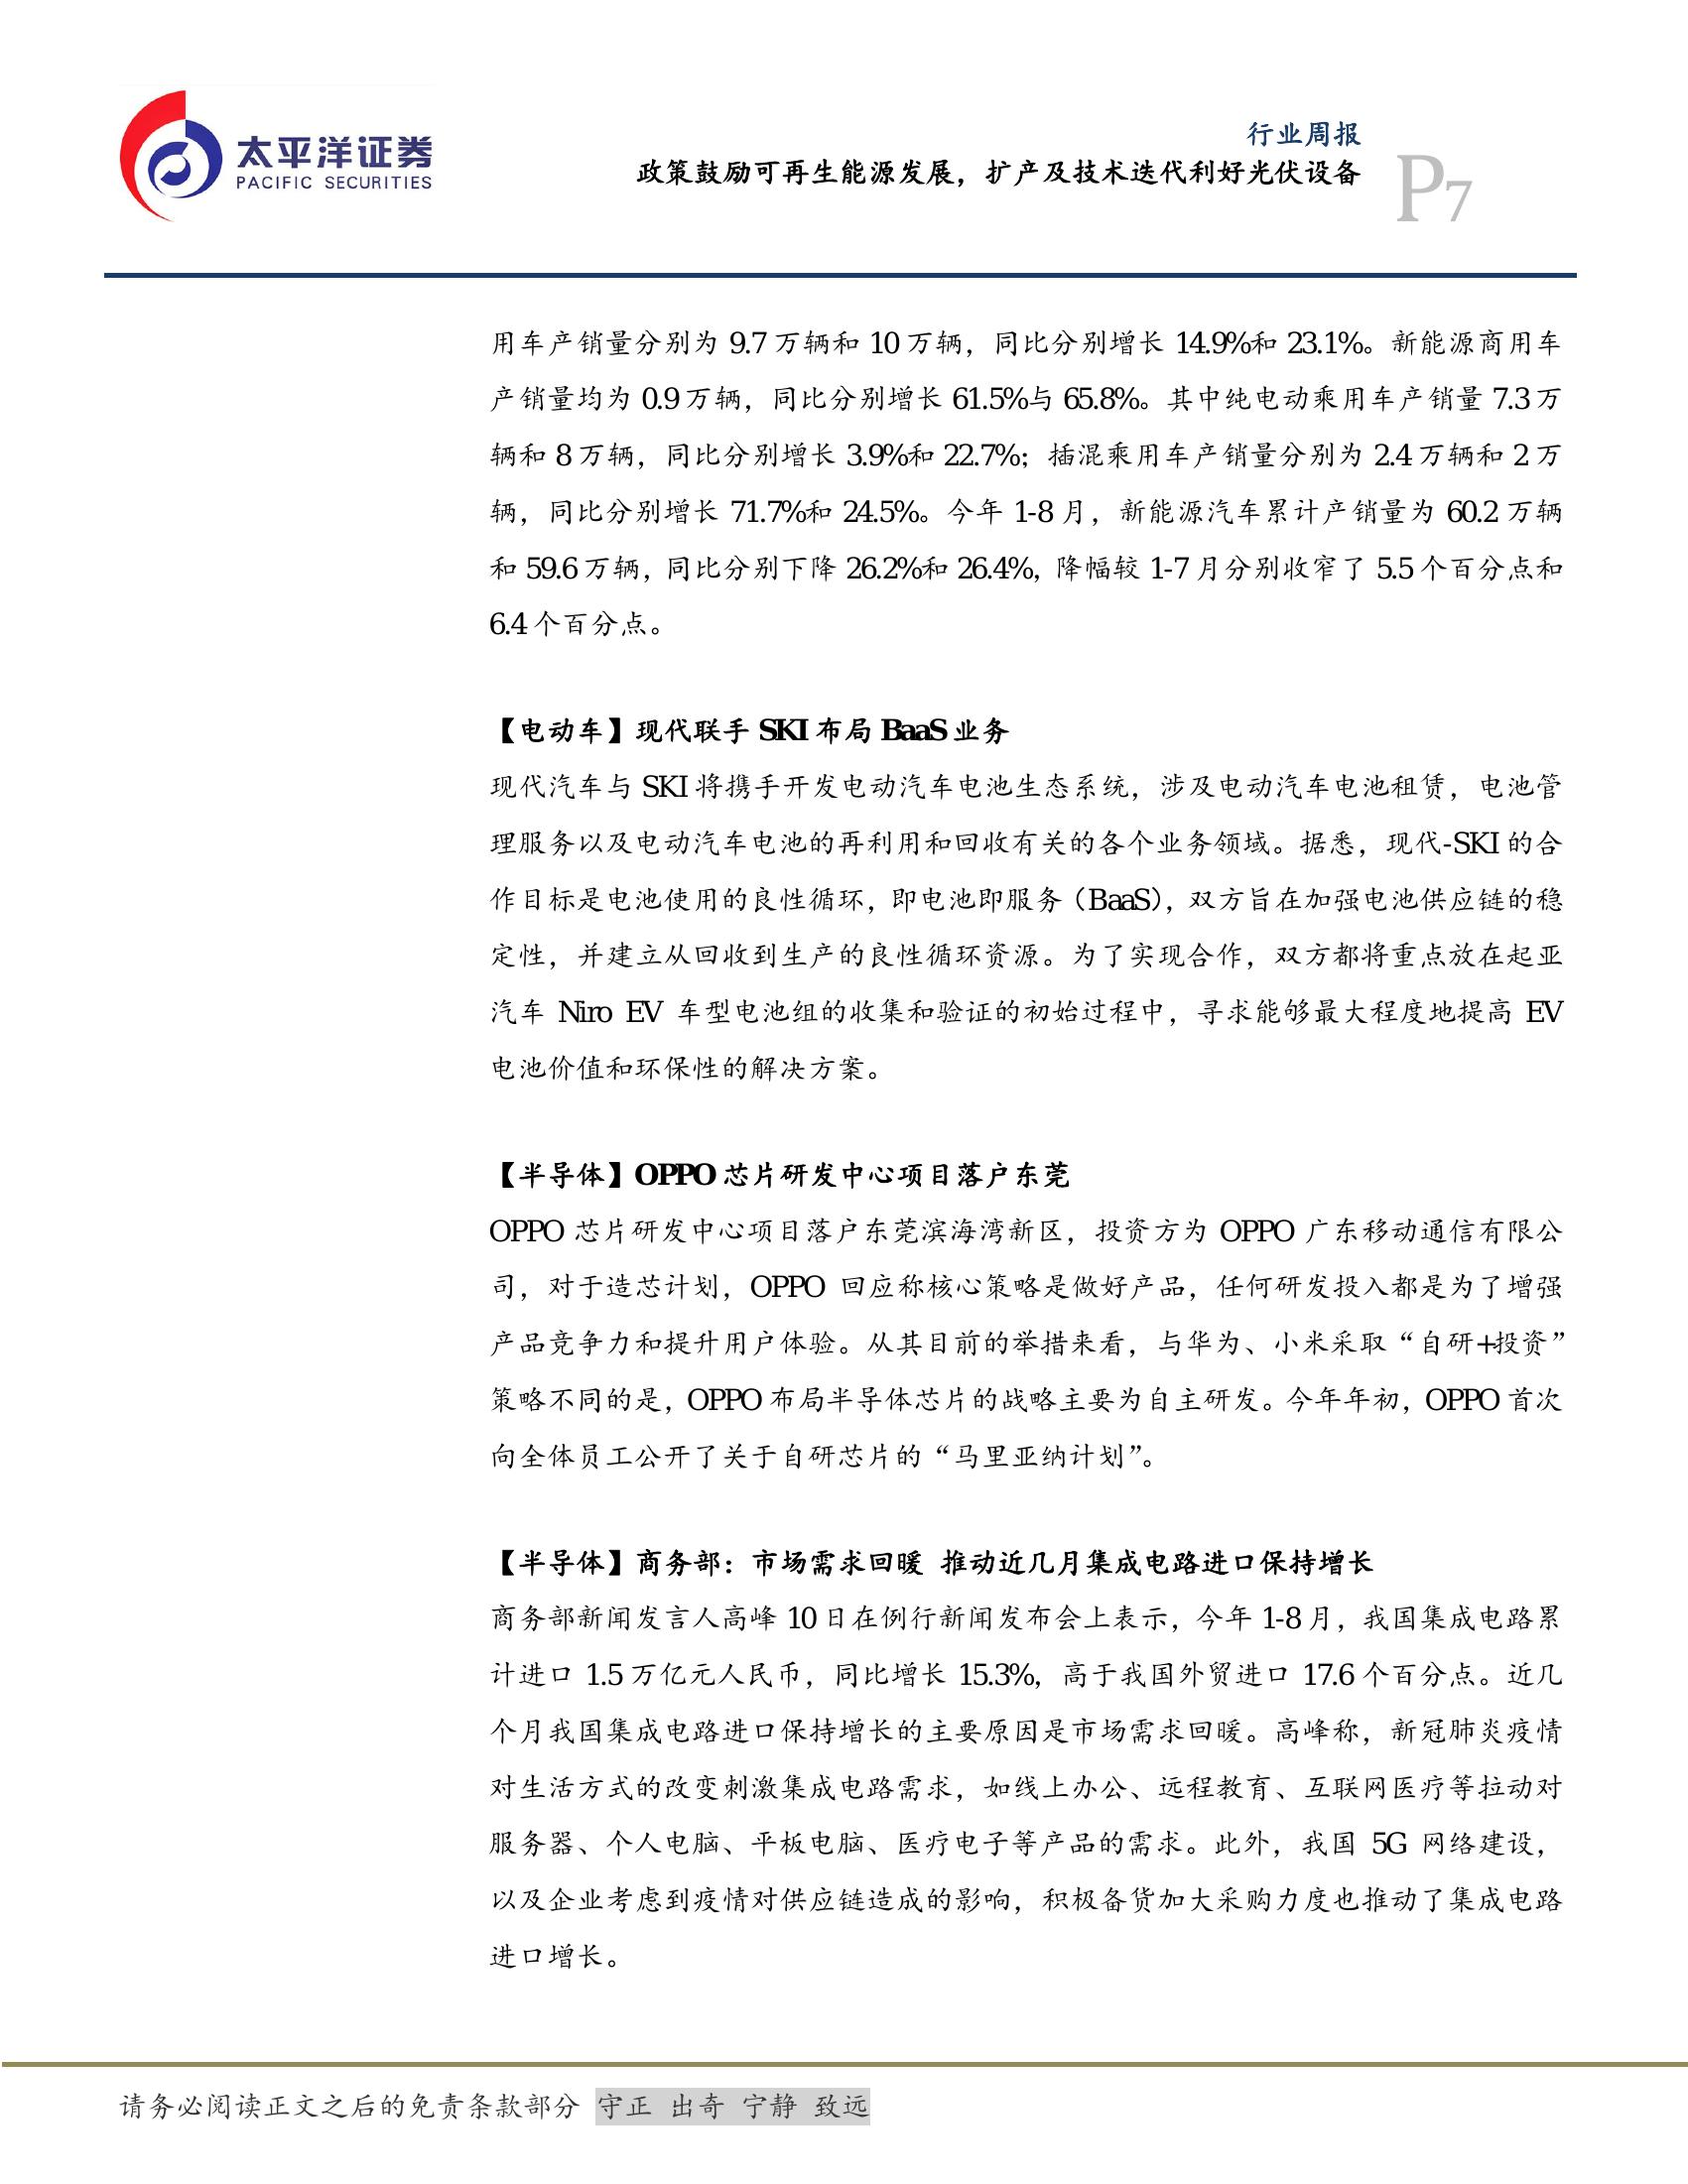 太平洋证券
PACIFIC SECURITIES
行业周报
政策鼓励可再生能源发展，扩产及技术迭代利好光伏设备
P7
用车产销量分别为 9.7 万辆和 10 万辆，同比分别增长 14.9%和 23.1%。新能源商用车
产销量均为 0.9 万辆，同比分别增长 61.5%与 65.8%。其中纯电动乘用车产销量 7.3 万
辆和 8 万辆，同比分别增长 3.9%和 22.7%；插混乘用车产销量分别为 2.4 万辆和 2 万
辆，同比分别增长 71.7%和 24.5%。今年 1-8 月，新能源汽车累计产销量为 60.2 万辆
和 59.6 万辆，同比分别下降 26.2%和 26.4%，降幅较 1-7 月分别收窄了 5.5 个百分点和
6.4 个百分点。
【电动车】现代联手 SKI 布局 BaaS 业务
现代汽车与 SKI 将携手开发电动汽车电池生态系统，涉及电动汽车电池租赁，电池管
理服务以及电动汽车电池的再利用和回收有关的各个业务领域。据悉，现代-SKI 的合
作目标是电池使用的良性循环，即电池即服务（BaaS），双方旨在加强电池供应链的稳
定性，并建立从回收到生产的良性循环资源。为了实现合作，双方都将重点放在起亚
汽车 Niro EV 车型电池组的收集和验证的初始过程中，寻求能够最大程度地提高 EV
电池价值和环保性的解决方案。
【半导体】OPPO 芯片研发中心项目落户东莞
OPPO 芯片研发中心项目落户东莞滨海湾新区，投资方为 OPPO 广东移动通信有限公
司，对于造芯计划，OPPO 回应称核心策略是做好产品，任何研发投入都是为了增强
产品竞争力和提升用户体验。从其目前的举措来看，与华为、小米采取“自研+投资”
策略不同的是，OPPO 布局半导体芯片的战略主要为自主研发。今年年初，OPPO 首次
向全体员工公开了关于自研芯片的“马里亚纳计划”。
【半导体】商务部：市场需求回暖 推动近几月集成电路进口保持增长
商务部新闻发言人高峰 10 日在例行新闻发布会上表示，今年 1-8 月，我国集成电路累
计进口 1.5 万亿元人民币，同比增长 15.3%，高于我国外贸进口 17.6 个百分点。近几
个月我国集成电路进口保持增长的主要原因是市场需求回暖。高峰称，新冠肺炎疫情
对生活方式的改变刺激集成电路需求，如线上办公、远程教育、互联网医疗等拉动对
服务器、个人电脑、平板电脑、医疗电子等产品的需求。此外，我国 5G 网络建设，
以及企业考虑到疫情对供应链造成的影响，积极备货加大采购力度也推动了集成电路
进口增长。
请务必阅读正文之后的免责条款部分 守正 出奇 宁静 致远